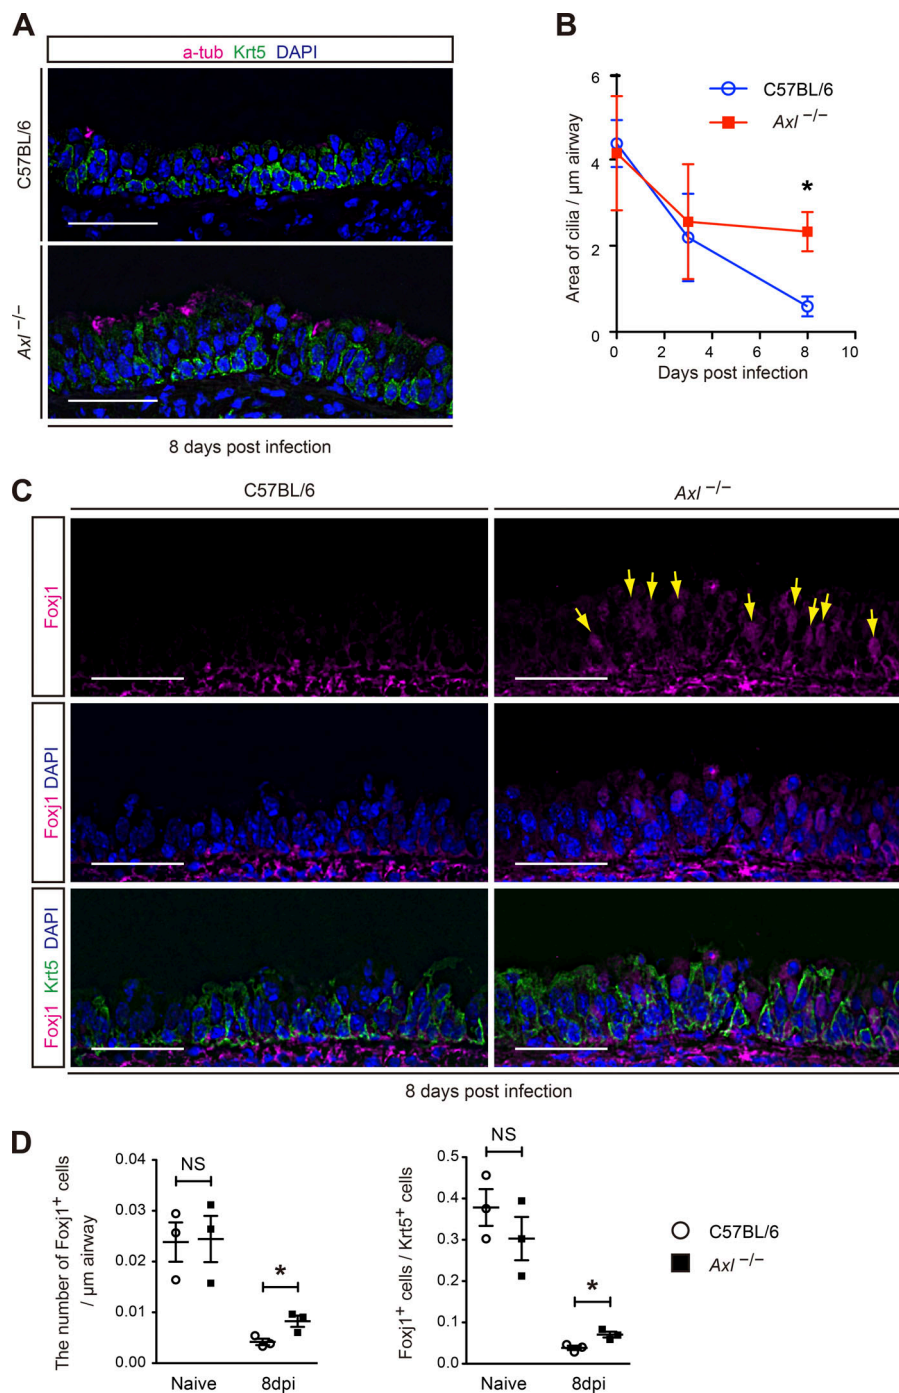 A
a-tub Krt5 DAPI
C57BL/6
Axl −/−
8 days post infection
B
Area of cilia / µm airway
6
4
2
0
0 2 4 6 8 10
Days post infection
C57BL/6
Axl −/−
*
C
C57BL/6
Axl −/−
Foxj1
Foxj1 DAPI
Foxj1 Krt5 DAPI
8 days post infection
D
The number of Foxj1+ cells
/ µm airway
0.04
0.03
0.02
0.01
0.00
NS
*
Naive 8dpi
Foxj1+ cells / Krt5+ cells
0.5
0.4
0.3
0.2
0.1
0.0
NS
*
Naive 8dpi
C57BL/6
Axl −/−